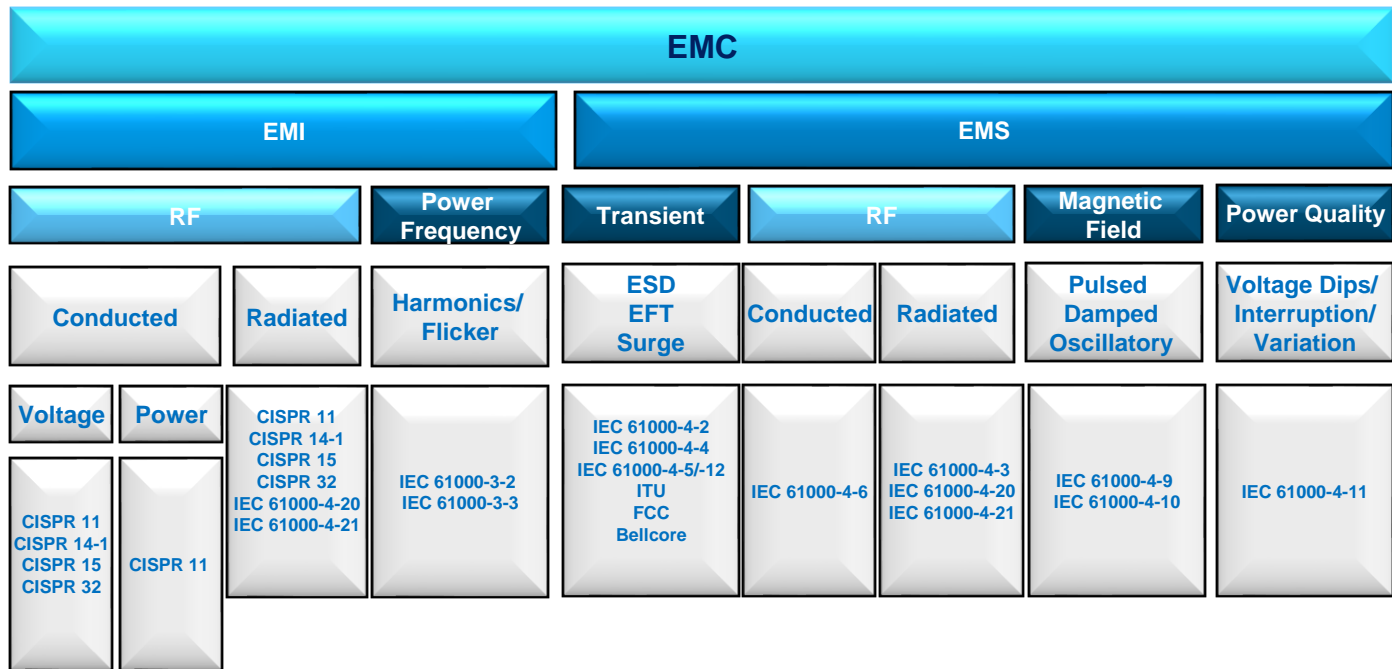 EMC
EMI
EMS
RF
Power
Frequency
Transient
RF
Magnetic
Field
Power Quality
Conducted
Radiated
Harmonics/
Flicker
ESD
EFT
Surge
Conducted
Radiated
Pulsed
Damped
Oscillatory
Voltage Dips/
Interruption/
Variation
Voltage
Power
CISPR 11
CISPR 14-1
CISPR 15
CISPR 32
CISPR 11
CISPR 11
CISPR 14-1
CISPR 15
CISPR 32
IEC 61000-4-20
IEC 61000-4-21
IEC 61000-3-2
IEC 61000-3-3
IEC 61000-4-2
IEC 61000-4-4
IEC 61000-4-5/-12
ITU
FCC
Bellcore
IEC 61000-4-6
IEC 61000-4-3
IEC 61000-4-20
IEC 61000-4-21
IEC 61000-4-9
IEC 61000-4-10
IEC 61000-4-11